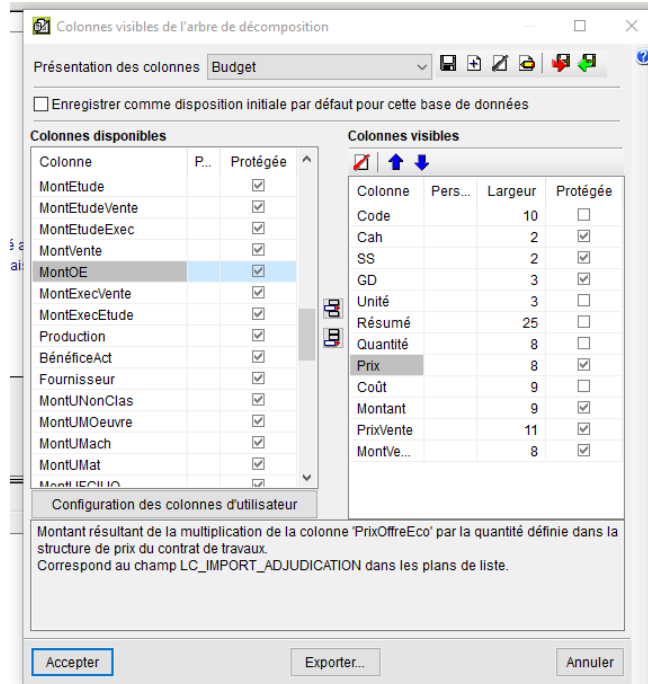 Colonnes visibles de l'arbre de décomposition
Présentation des colonnes Budget
Enregistrer comme disposition initiale par défaut pour cette base de données
Colonnes disponibles
Colonne P... Protégée
MontEtude
MontEtudeVente
MontEtudeExec
MontVente
MontOE
MontExecVente
MontExecEtude
Production
BénéficeAct
Fournisseur
MontUNonClas
MontUMOeuvre
MontUMach
MontUMat
Configuration des colonnes d'utilisateur
Colonnes visibles
Colonne Pers... Largeur Protégée
Code 10
Cah 2
SS 2
GD 3
Unité 3
Résumé 25
Quantité 8
Prix 8
Coût 9
Montant 9
PrixVente 11
MontVe... 8
Montant résultant de la multiplication de la colonne 'PrixOffreEco' par la quantité définie dans la
structure de prix du contrat de travaux.
Correspond au champ LC_IMPORT_ADJUDICATION dans les plans de liste.
Accepter
Exporter...
Annuler